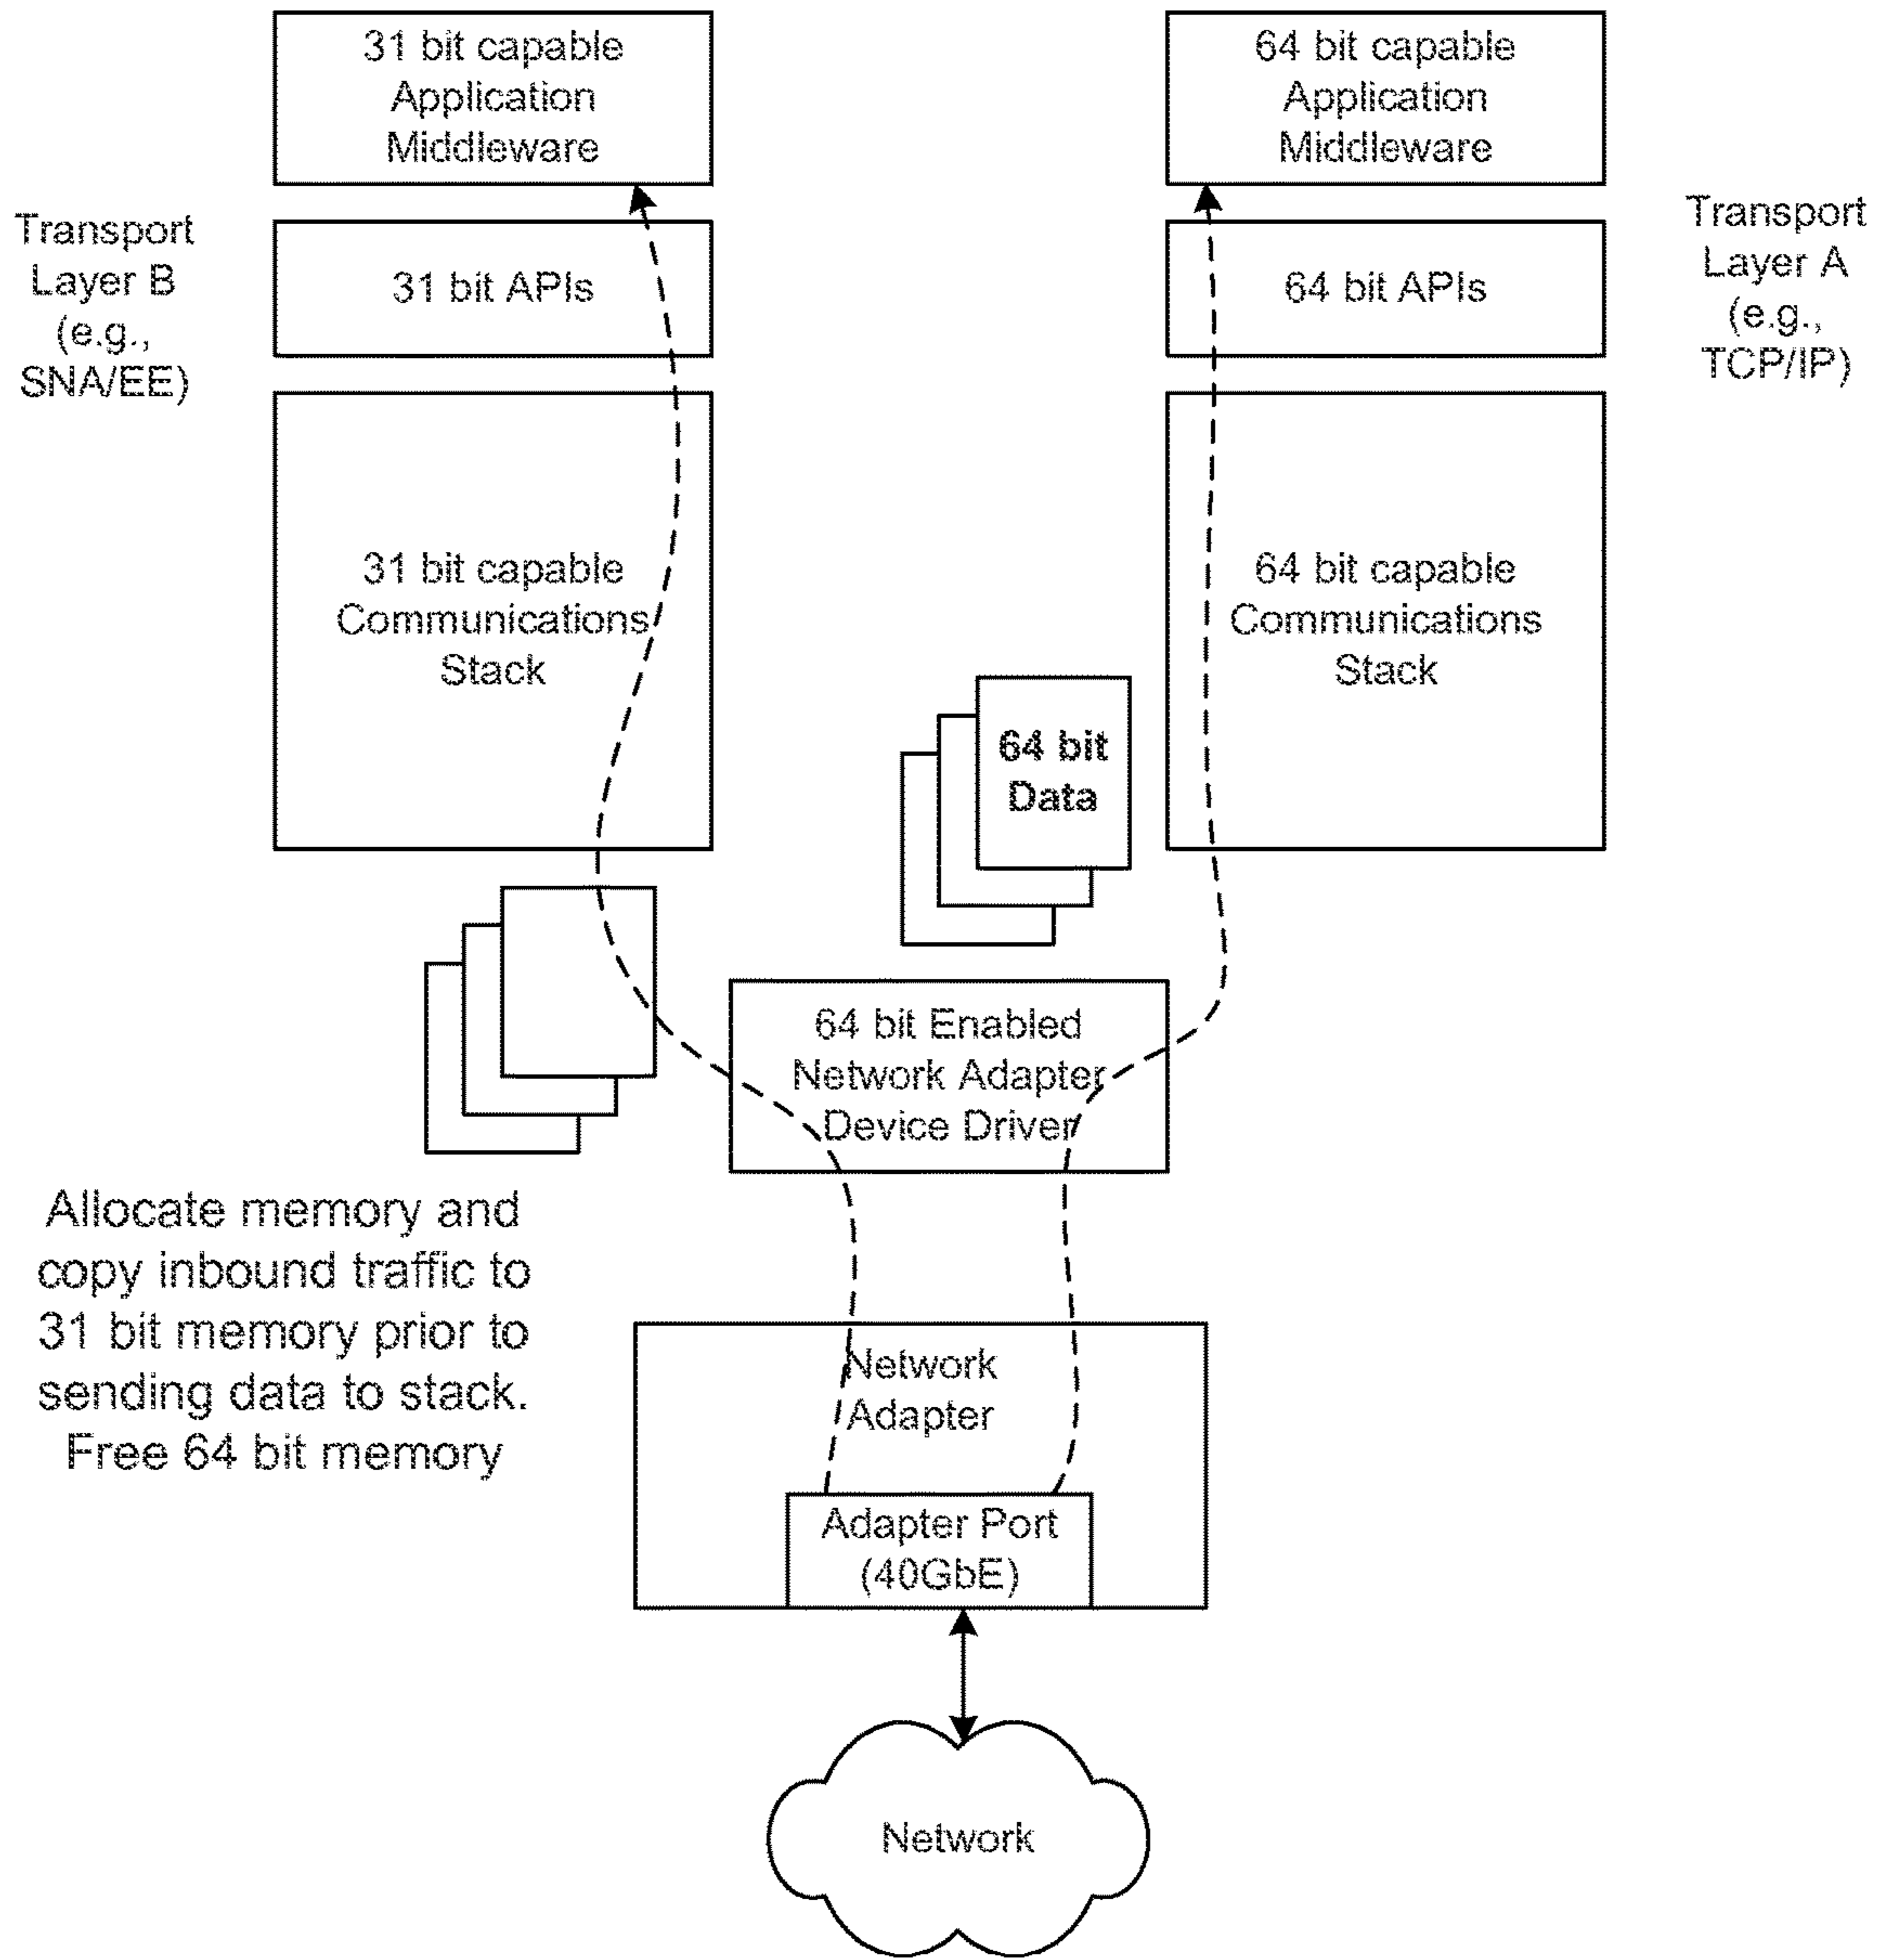 31 bit capable
Application
Middleware
64 bit capable
Application
Middleware
Transport
Layer B
(e.g.,
SNA/EE)
31 bit APIs
64 bit APIs
Transport
Layer A
(e.g.,
TCP/IP)
31 bit capable
Communications
Stack
64 bit capable
Communications
Stack
64 bit
Data
64 bit Enabled
Network Adapter
Device Driver
Allocate memory and
copy inbound traffic to
31 bit memory prior to
sending data to stack.
Free 64 bit memory
Network
Adapter
Adapter Port
(40GbE)
Network